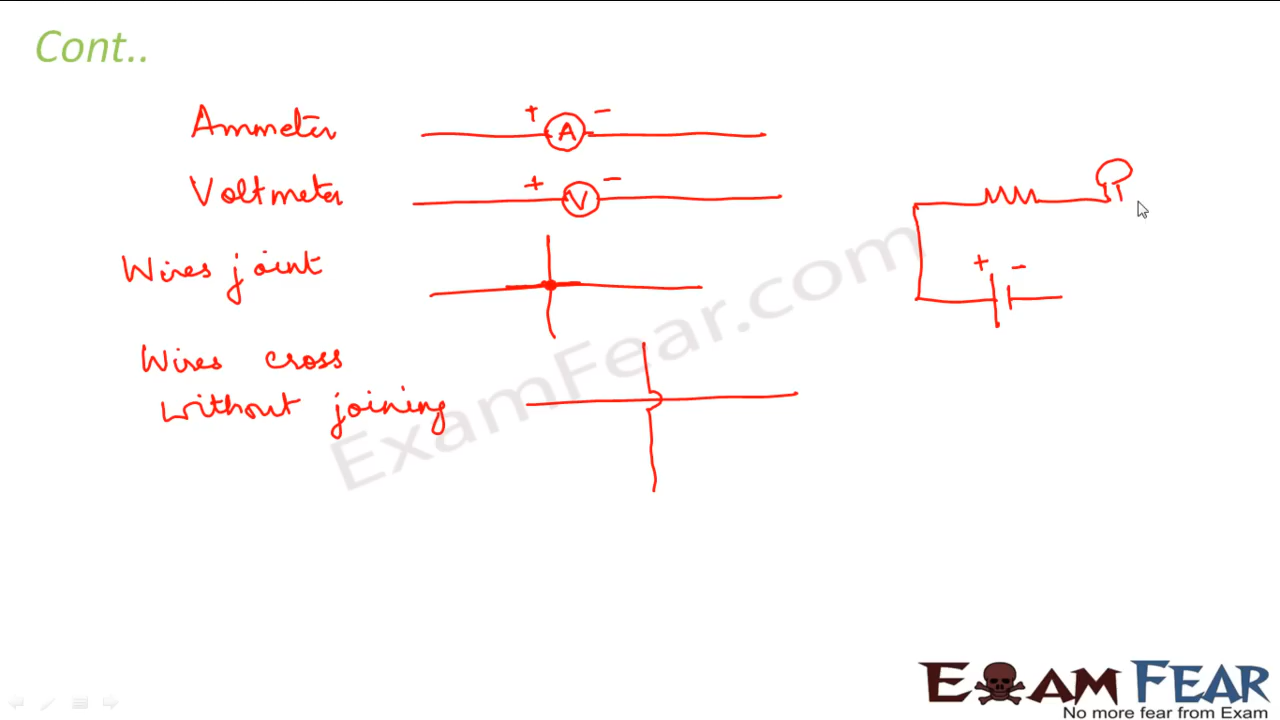 Cont..
Ammeter + A -
Voltmeter + V -
Wires joint
+ -
Wires cross
without joining
ExamFear.com
EXAM FEAR
No more fear from Exam